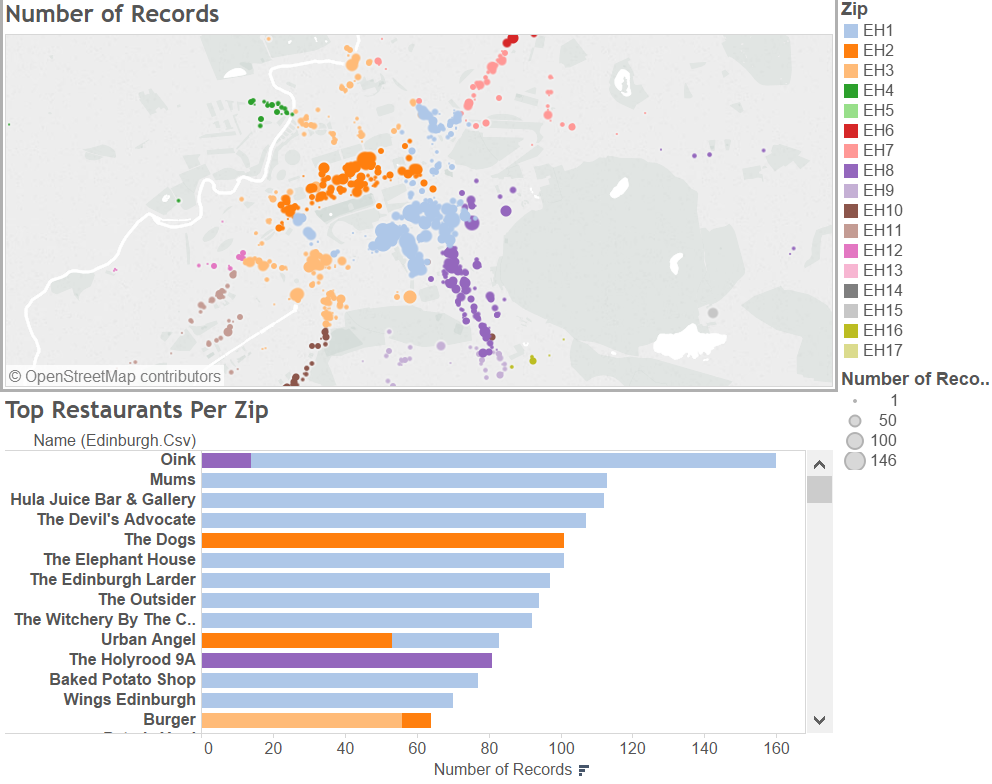 Number of Records
© OpenStreetMap contributors
Zip
EH1
EH2
EH3
EH4
EH5
EH6
EH7
EH8
EH9
EH10
EH11
EH12
EH13
EH14
EH15
EH16
EH17
Number of Reco..
1
50
100
146
Top Restaurants Per Zip
Name (Edinburgh.Csv)
Oink
Mums
Hula Juice Bar & Gallery
The Devil's Advocate
The Dogs
The Elephant House
The Edinburgh Larder
The Outsider
The Witchery By The C..
Urban Angel
The Holyrood 9A
Baked Potato Shop
Wings Edinburgh
Burger
0 20 40 60 80 100 120 140 160
Number of Records